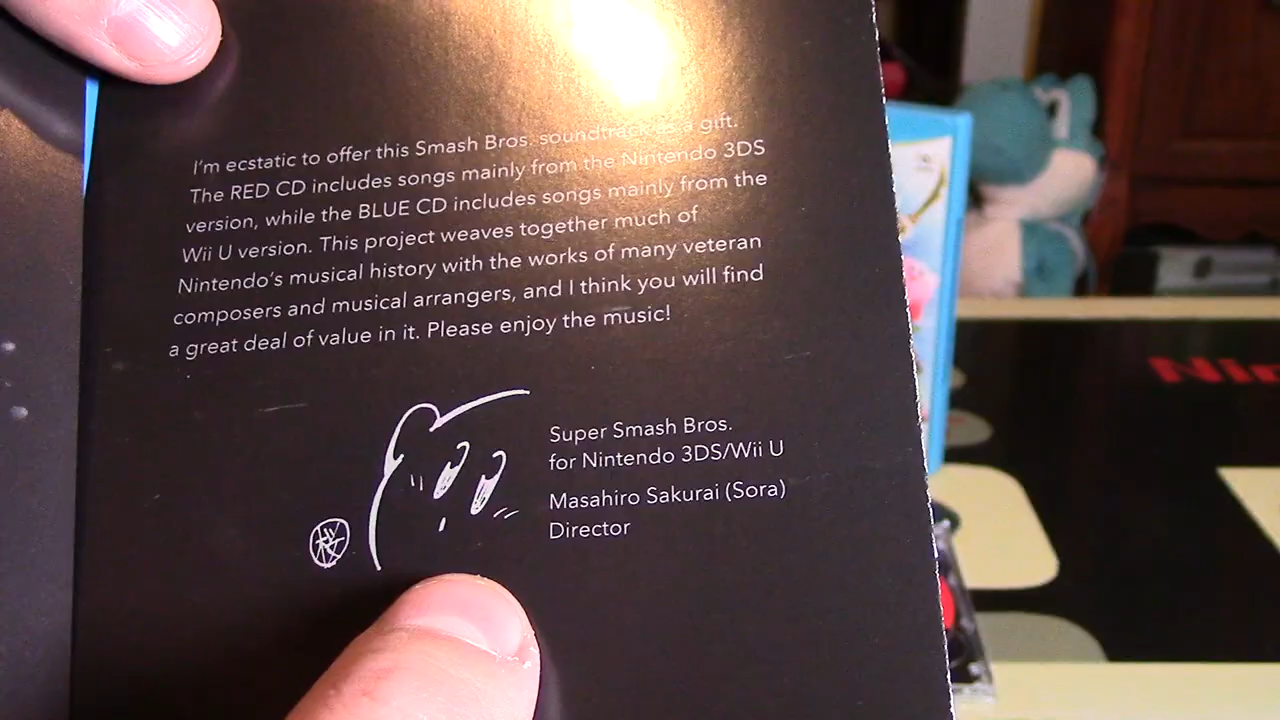 I'm ecstatic to offer this Smash Bros. soundtrack as a gift.
The RED CD includes songs mainly from the Nintendo 3DS
version, while the BLUE CD includes songs mainly from the
Wii U version. This project weaves together much of
Nintendo's musical history with the works of many veteran
composers and musical arrangers, and I think you will find
a great deal of value in it. Please enjoy the music!
Super Smash Bros.
for Nintendo 3DS/Wii U
Masahiro Sakurai (Sora)
Director
Nin